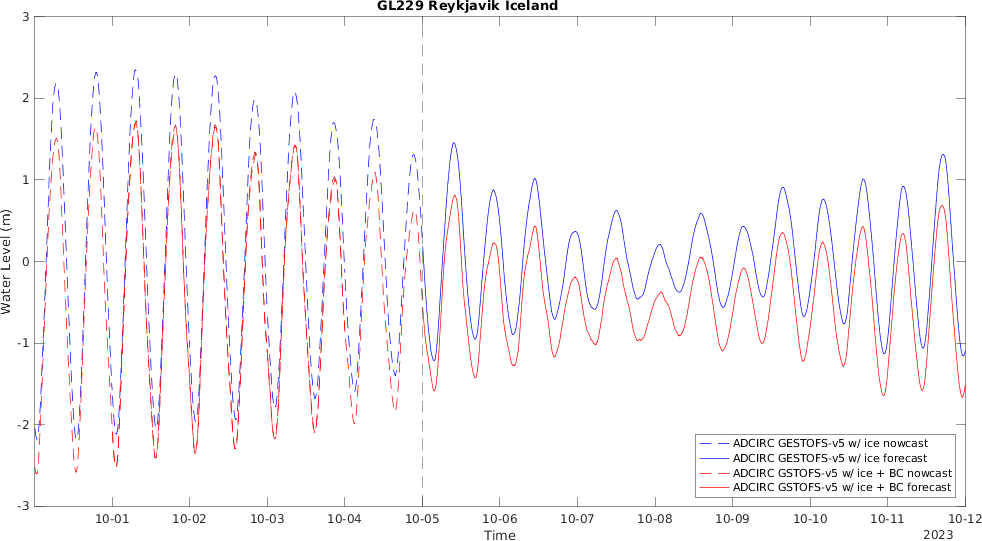 GL229 Reykjavik Iceland
3
2
1
0
-1
-2
-3
Water Level (m)
ADCIRC GESTOFS-v5 w/ ice nowcast
ADCIRC GESTOFS-v5 w/ ice forecast
ADCIRC GSTOFS-v5 w/ ice + BC nowcast
ADCIRC GSTOFS-v5 w/ ice + BC forecast
10-01 10-02 10-03 10-04 10-05 10-06 10-07 10-08 10-09 10-10 10-11 10-12
Time
2023